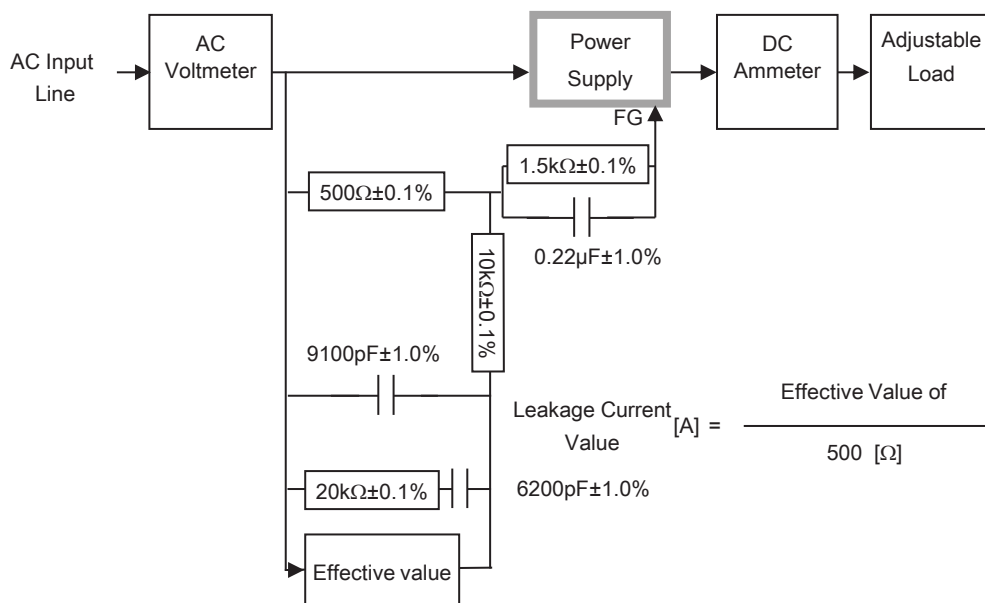 AC Input
Line
AC
Voltmeter
Power
Supply
DC
Ammeter
Adjustable
Load
FG
1.5kΩ±0.1%
500Ω±0.1%
0.22µF±1.0%
10kΩ±0.1%
9100pF±1.0%
Leakage Current
Value
[A] =
Effective Value of
500 [Ω]
20kΩ±0.1%
6200pF±1.0%
Effective value